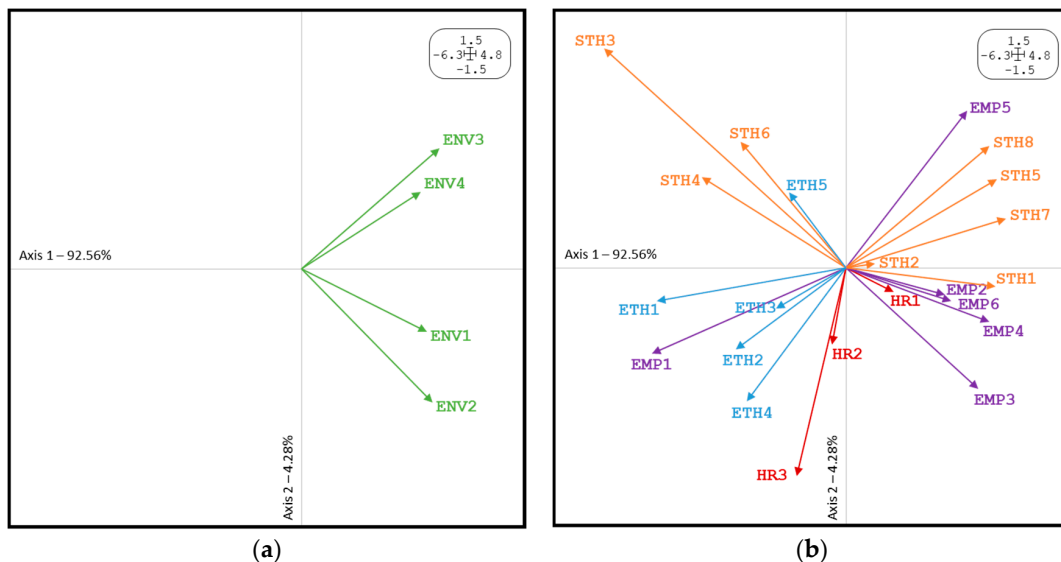 1.5
-6.3 4.8
-1.5
ENV3
ENV4
Axis 1 – 92.56%
ENV1
ENV2
Axis 2 – 4.28%
(a)
1.5
-6.3 4.8
-1.5
STH3
EMP5
STH6
STH8
STH4
ETH5
STH5
STH7
Axis 1 – 92.56%
STH2
STH1
ETH1
ETH3
HR1
EMP2
EMP6
EMP4
HR2
ETH2
EMP1
EMP3
ETH4
HR3
Axis 2 – 4.28%
(b)